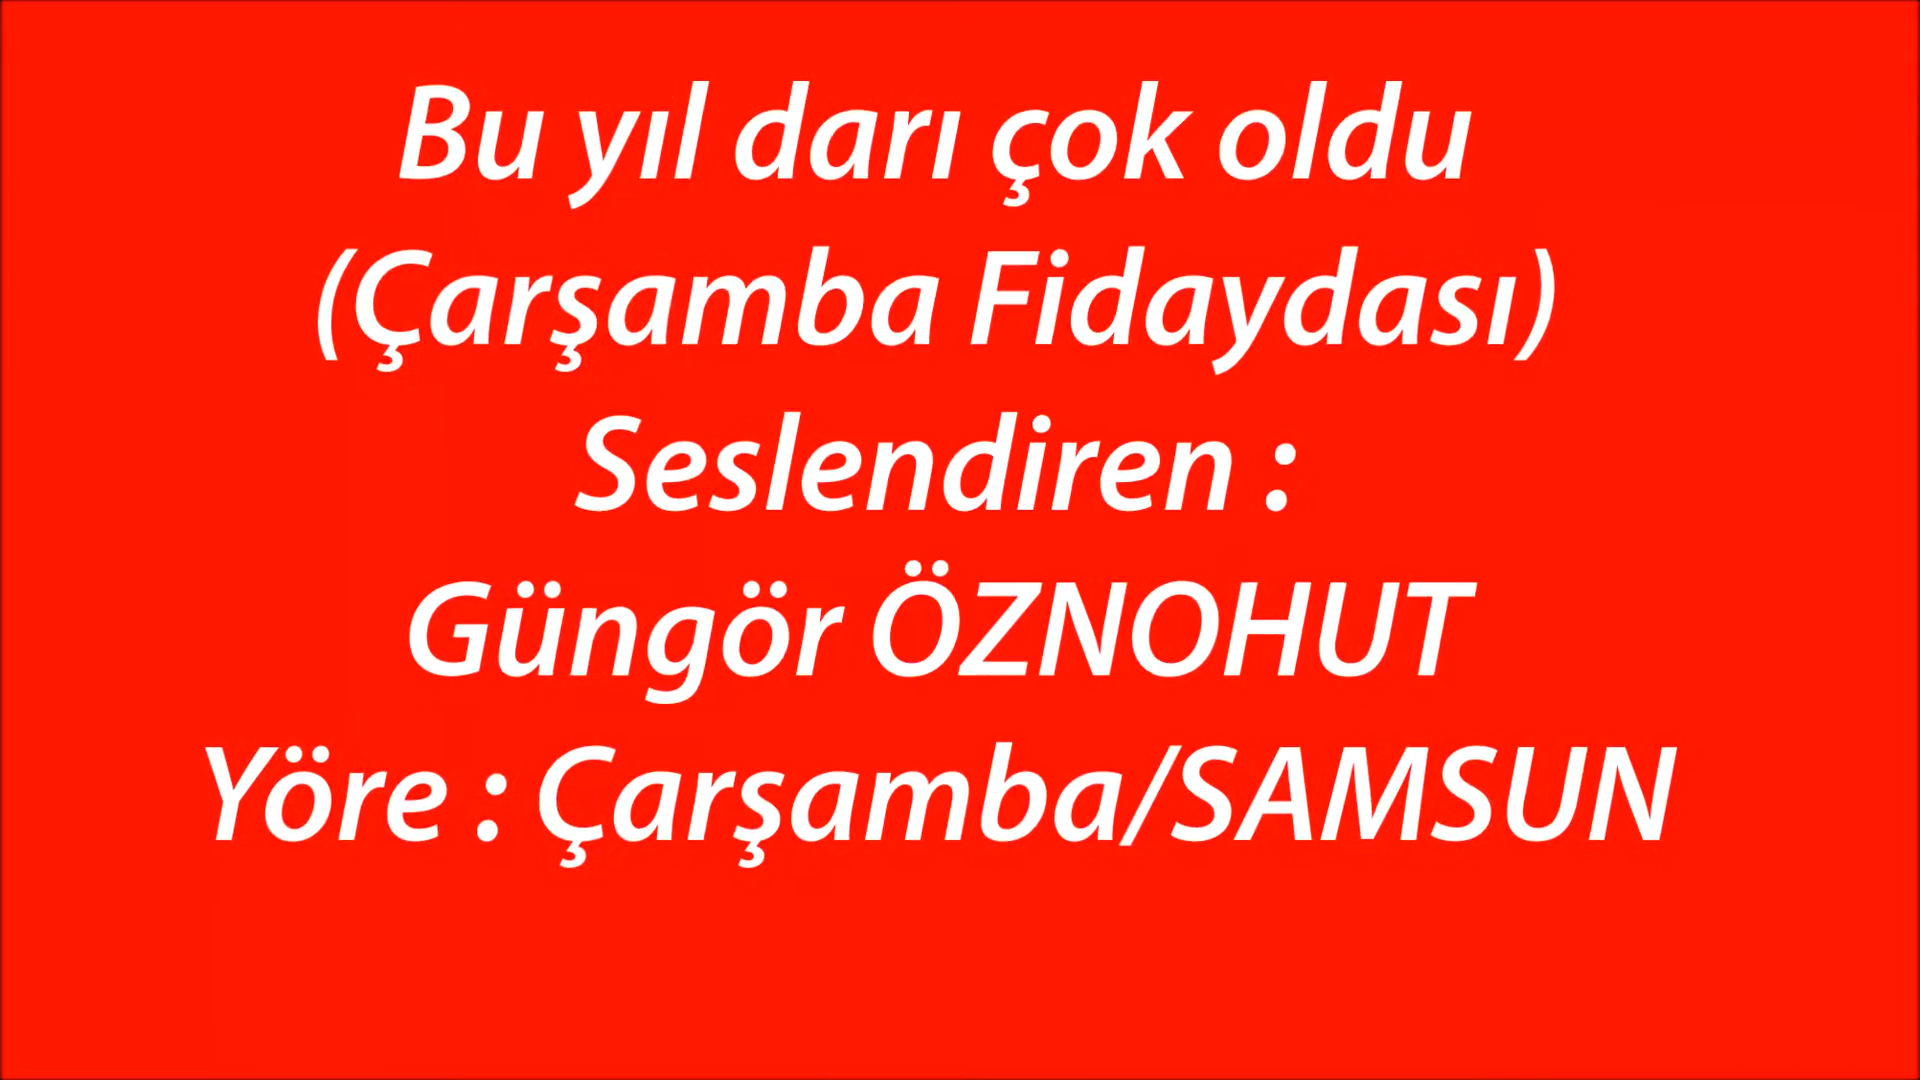 Bu yıl darı çok oldu
(Çarşamba Fidaydası)
Seslendiren :
Güngör ÖZNOHUT
Yöre : Çarşamba/SAMSUN